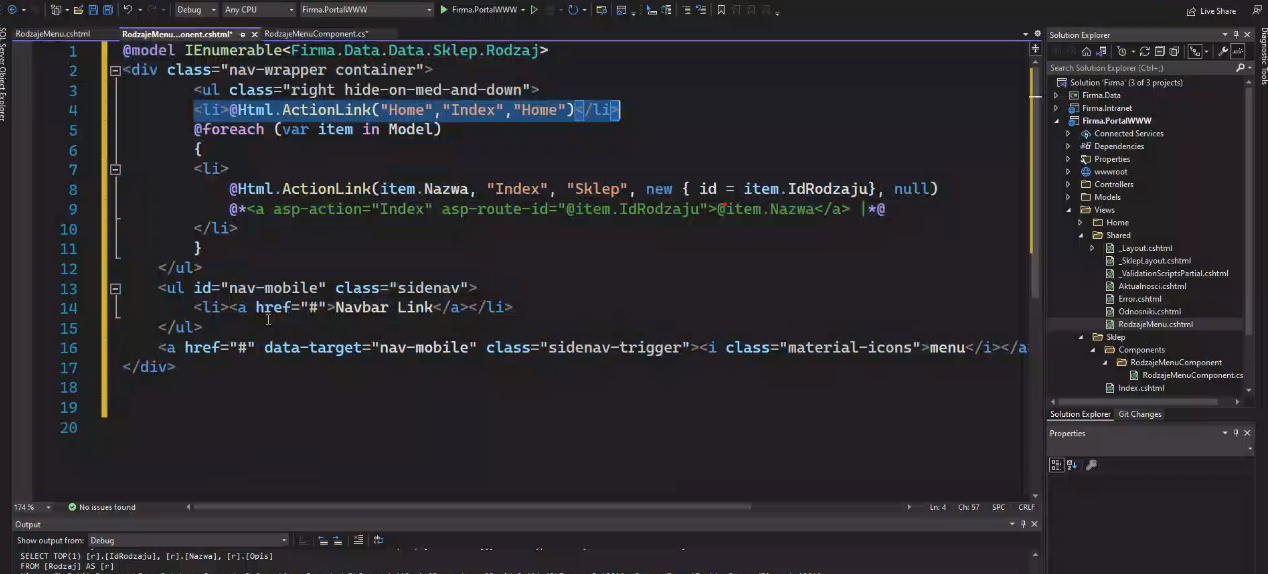 Debug
Any CPU
Firma.PortalWWW
Firma.PortalWWW
Live Share
RodzajeMenu.cshtml
RodzajeMenu...onent.cshtml*
RodzajeMenuComponent.cs*
1 @model IEnumerable<Firma.Data.Data.Sklep.Rodzaj>
2 <div class="nav-wrapper container">
3 <ul class="right hide-on-med-and-down">
4 <li>@Html.ActionLink("Home","Index","Home")</li>
5 @foreach (var item in Model)
6 {
7 <li>
8 @Html.ActionLink(item.Nazwa, "Index", "Sklep", new { id = item.IdRodzaju}, null)
9 @*<a asp-action="Index" asp-route-id="@item.IdRodzaju">@item.Nazwa</a> |*@
10 </li>
11 }
12 </ul>
13 <ul id="nav-mobile" class="sidenav">
14 <li><a href="#">Navbar Link</a></li>
15 </ul>
16 <a href="#" data-target="nav-mobile" class="sidenav-trigger"><i class="material-icons">menu</i></a
17 </div>
18
19
20
174 %
No issues found
Ln: 4
Ch: 57
SPC
CRLF
Output
Show output from:
Debug
SELECT TOP(1) [r].[IdRodzaju], [r].[Nazwa], [r].[Opis]
FROM [Rodzaj] AS [r]
SQL Server Object Explorer
Solution Explorer
Search Solution Explorer (Ctrl+;)
Solution 'Firma' (3 of 3 projects)
Firma.Data
Firma.Intranet
Firma.PortalWWW
Connected Services
Dependencies
Properties
wwwroot
Controllers
Models
Views
Home
Shared
_Layout.cshtml
_SklepLayout.cshtml
_ValidationScriptsPartial.cshtml
Aktualnosci.cshtml
Error.cshtml
Odnosniki.cshtml
RodzajeMenu.cshtml
Sklep
Components
RodzajeMenuComponent
RodzajeMenuComponent.cs
Index.cshtml
Solution Explorer
Git Changes
Properties
Diagnostic Tools